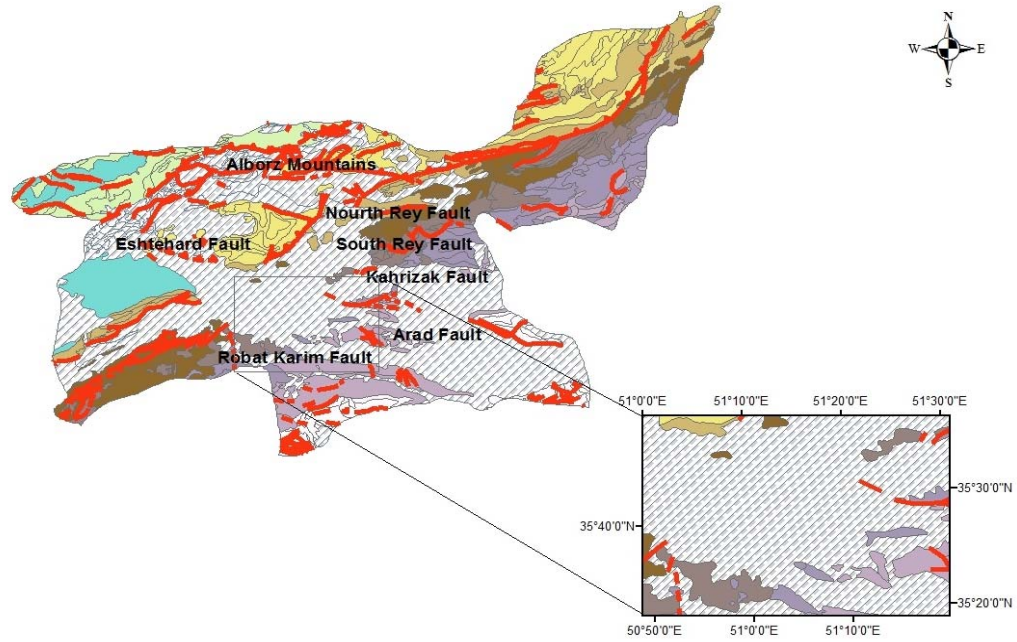 N
W E
S
Alborz Mountains
Nourth Rey Fault
Eshtehard Fault
South Rey Fault
Kahrizak Fault
Arad Fault
Robat Karim Fault
51°0'0"E 51°10'0"E 51°20'0"E 51°30'0"E
35°30'0"N
35°40'0"N
35°20'0"N
50°50'0"E 51°0'0"E 51°10'0"E